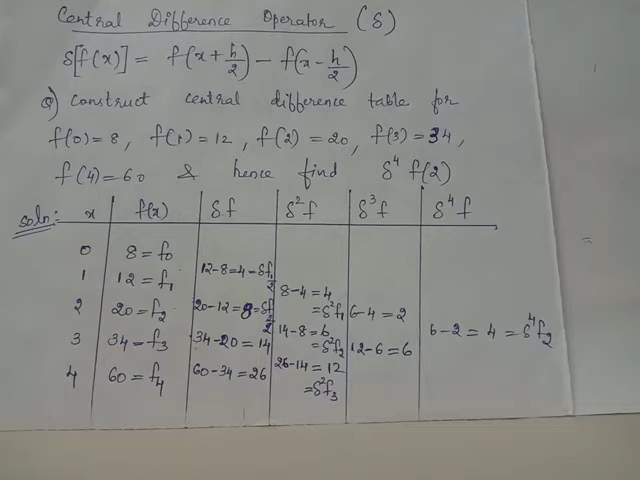 Central Difference Operator (δ)
δ[f(x)] = f(x + h/2) - f(x - h/2)
Q) Construct central difference table for
f(0)=8, f(1)=12, f(2)=20, f(3)=34,
f(4)=60 & hence find δ⁴ f(2)
soln:- x f(x) δf δ²f δ³f δ⁴f
0 8=f₀
12-8=4=δf₁/₂
1 12=f₁
8-4=4
=δ²f₁
2 20=f₂ 20-12=8=δf₃/₂ 6-4=2
14-8=6
=δ²f₂
6-2=4=δ⁴f₂
3 34=f₃ 34-20=14 12-6=6
4 60=f₄ 60-34=26 26-14=12
=δ²f₃